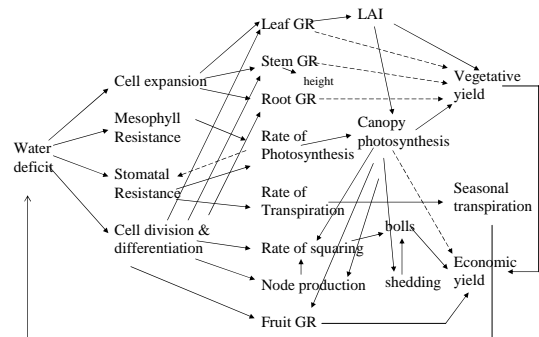 Leaf GR
LAI
Stem GR
height
Root GR
Cell expansion
Vegetative
yield
Mesophyll
Resistance
Canopy
photosynthesis
Rate of
Photosynthesis
Water
deficit
Stomatal
Resistance
Rate of
Transpiration
Seasonal
transpiration
Cell division &
differentiation
bolls
Rate of squaring
Economic
yield
Node production
shedding
Fruit GR